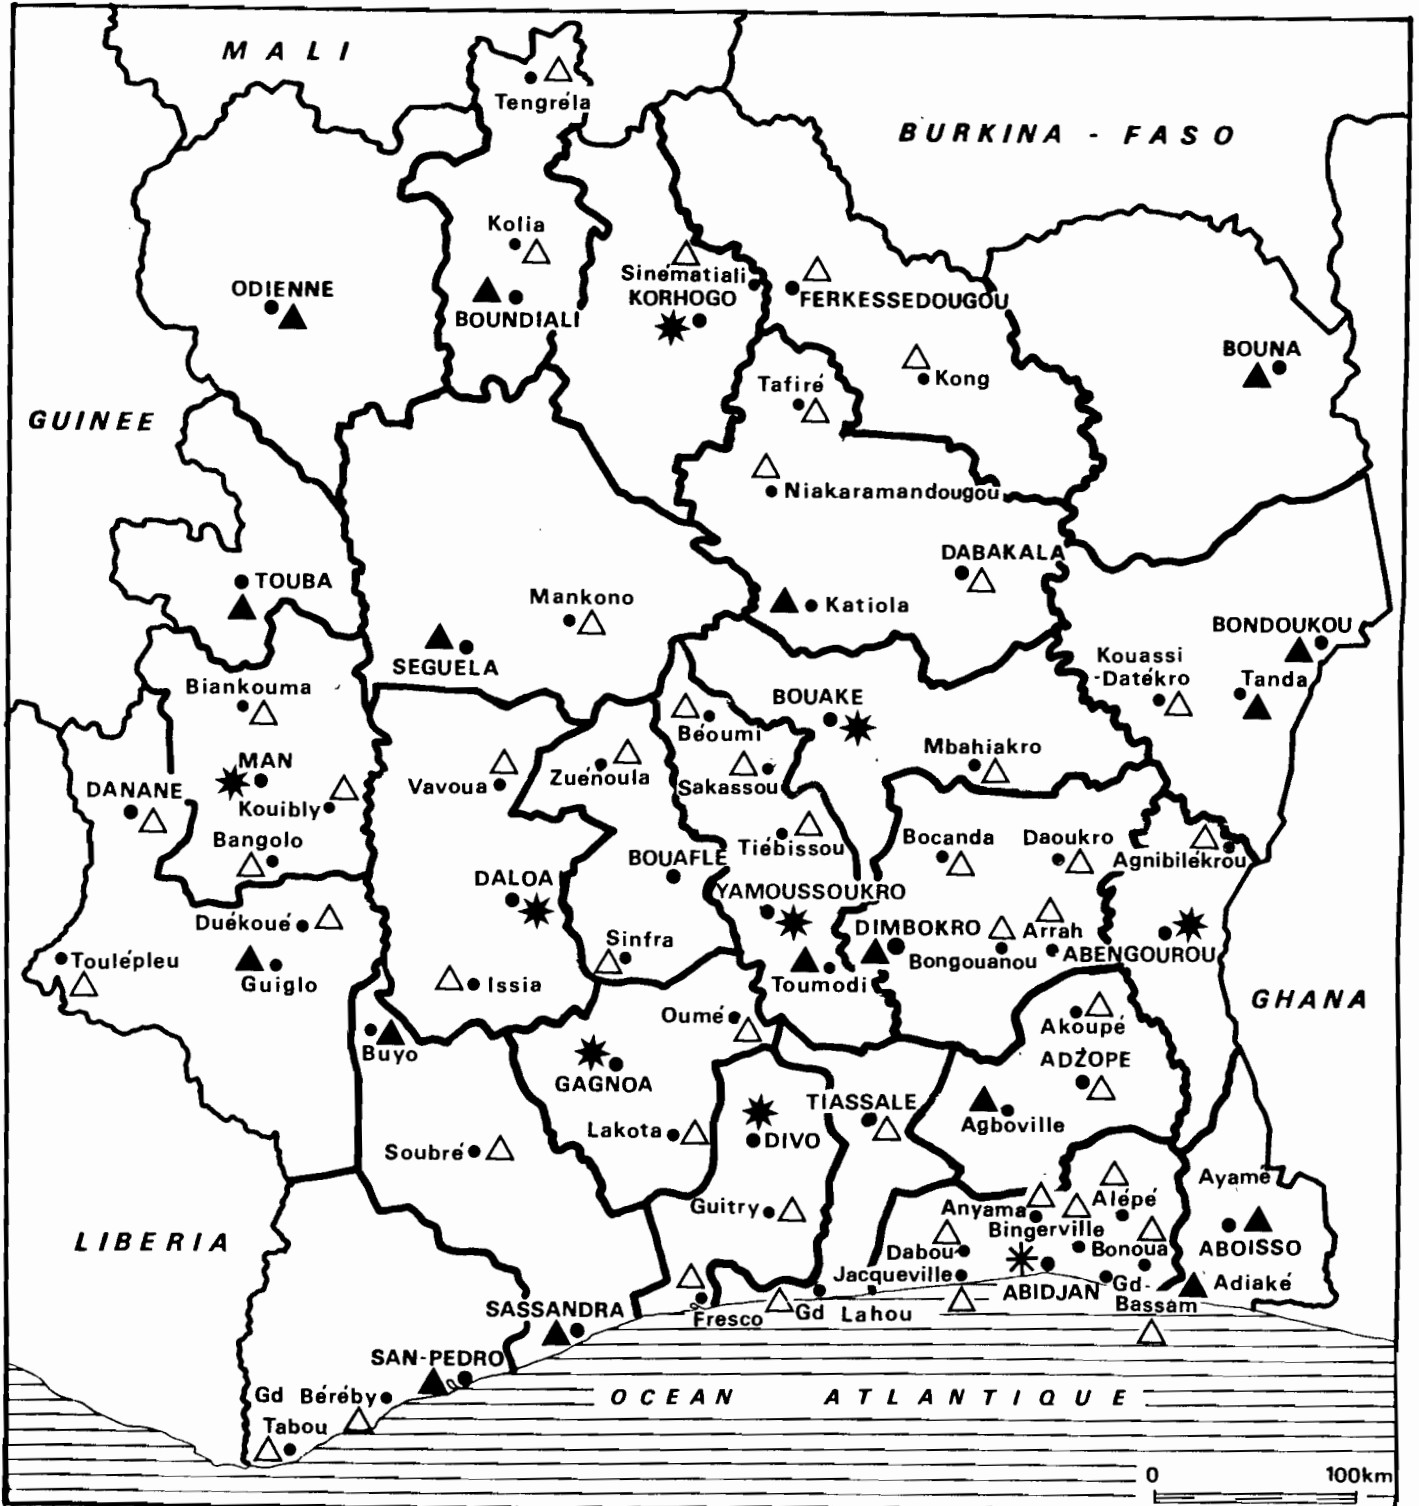 MALI
Tengréla
BURKINA - FASO
Kolia
ODIENNE
BOUNDIALI
Sinématiali
KORHOGO
FERKESSEDOUGOU
BOUNA
Tafiré
Kong
GUINEE
Niakaramandougou
DABAKALA
TOUBA
Mankono
Katiola
BONDOUKOU
SEGUELA
Kouassi
-Datékro
Tanda
Biankouma
BOUAKE
Béoumi
Mbahiakro
MAN
DANANE
Kouibly
Vavoua
Zuénoula
Sakassou
Bangolo
Tiébissou
Bocanda
Daoukro
Agnibilékrou
BOUAFLE
DALOA
YAMOUSSOUKRO
Duékoué
DIMBOKRO
Arrah
Sinfra
Bongouanou
ABENGOUROU
Toulépleu
Guiglo
Issia
Toumodi
GHANA
Oumé
Akoupé
Buyo
ADZOPE
GAGNOA
TIASSALE
Agboville
Lakota
DIVO
Soubré
Ayamé
Guitry
Anyama
Alépé
Bingerville
LIBERIA
Dabou
Bonoua
ABOISSO
Jacqueville
ABIDJAN
Gd-
Bassam
Adiaké
SASSANDRA
Fresco
Gd Lahou
SAN-PEDRO
Gd Béréby
OCEAN ATLANTIQUE
Tabou
0 100km